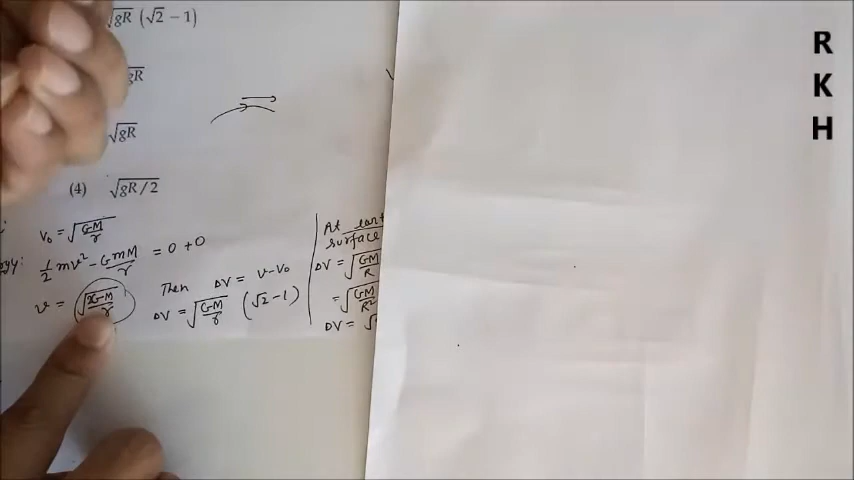 √gR (√2 − 1)
√gR
√gR
(4) √gR/2
V₀ = √GM/r
½ mv² − GmM/r = 0 + 0
v = √2GM/r
Then ΔV = v − v₀
ΔV = √GM/r (√2 − 1)
At
surface
ΔV = √GM/R
= √GM/R²
ΔV =
R
K
H